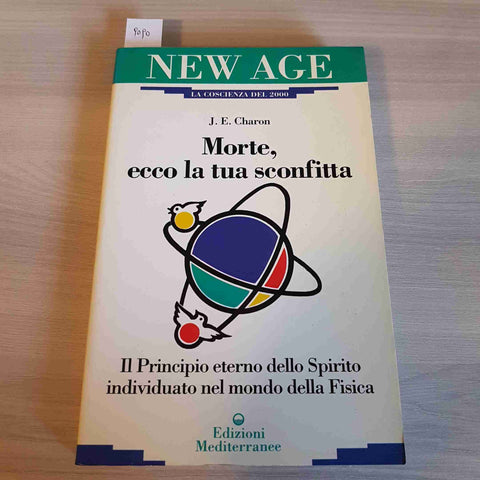 9090
NEW AGE
LA COSCIENZA DEL 2000
J. E. Charon
Morte,
ecco la tua sconfitta
Il Principio eterno dello Spirito
individuato nel mondo della Fisica
Edizioni
Mediterranee